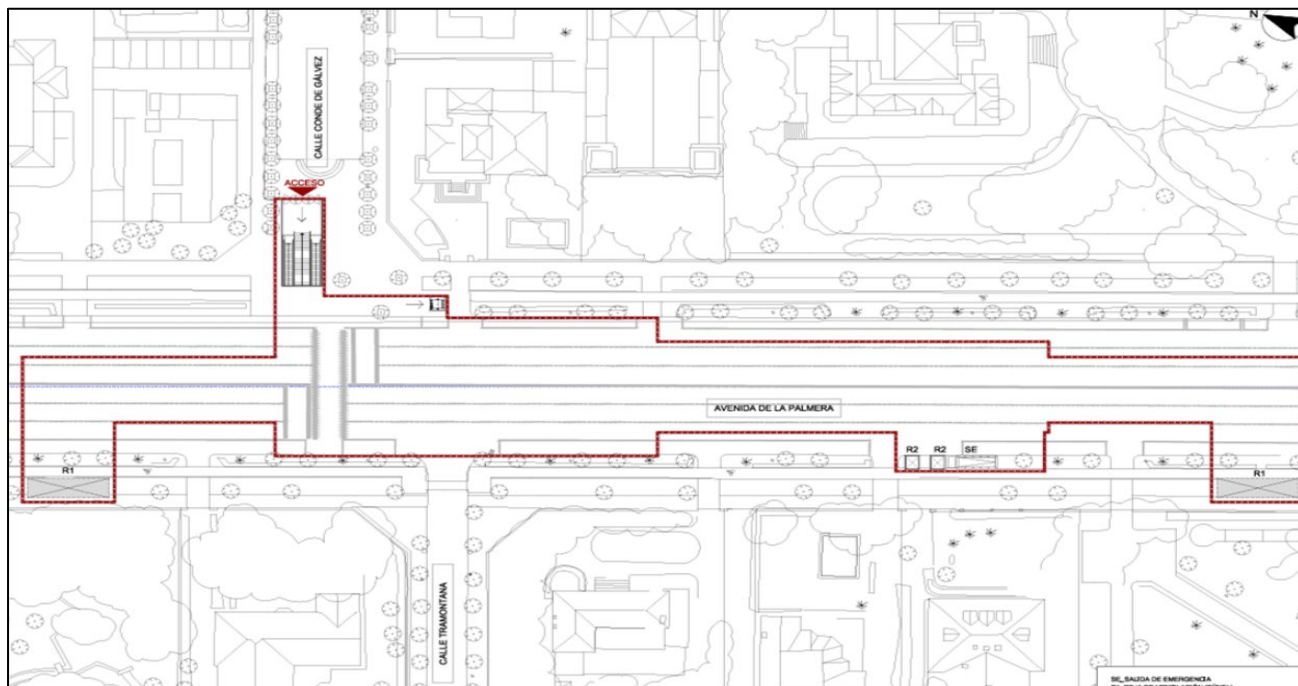 N
CALLE CONDE DE GÁLVEZ
ACCESO
AVENIDA DE LA PALMERA
R2
R2
SE
R1
R1
CALLE TRAMONTANA
SE_SALIDA DE EMERGENCIA